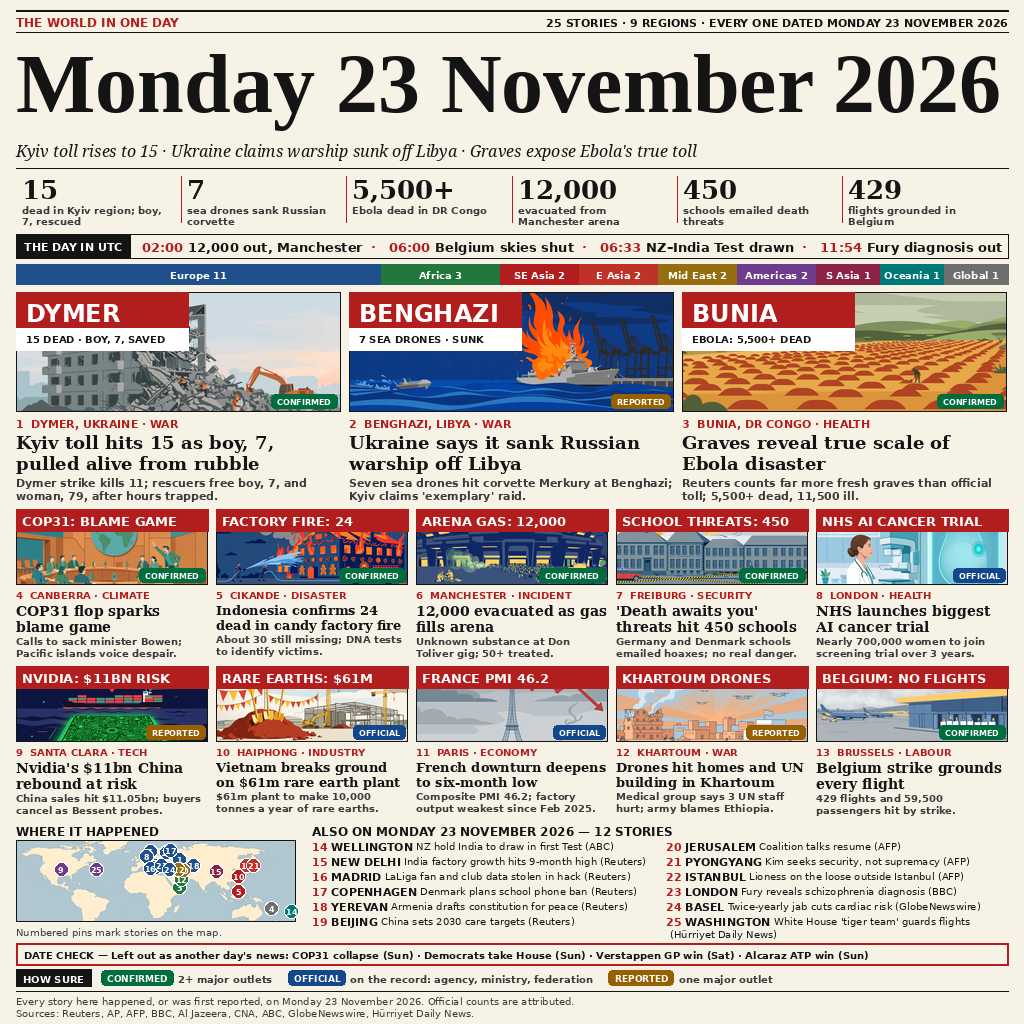 THE WORLD IN ONE DAY
25 STORIES · 9 REGIONS · EVERY ONE DATED MONDAY 23 NOVEMBER 2026
Monday 23 November 2026
Kyiv toll rises to 15 · Ukraine claims warship sunk off Libya · Graves expose Ebola's true toll
15
dead in Kyiv region; boy,
7, rescued
7
sea drones sank Russian
corvette
5,500+
Ebola dead in DR Congo
12,000
evacuated from
Manchester arena
450
schools emailed death
threats
429
flights grounded in
Belgium
THE DAY IN UTC
02:00 12,000 out, Manchester · 06:00 Belgium skies shut · 06:33 NZ–India Test drawn · 11:54 Fury diagnosis out
Europe 11
Africa 3
SE Asia 2
E Asia 2
Mid East 2
Americas 2
S Asia 1
Oceania 1
Global 1
DYMER
15 DEAD · BOY, 7, SAVED
CONFIRMED
1 DYMER, UKRAINE · WAR
Kyiv toll hits 15 as boy, 7,
pulled alive from rubble
Dymer strike kills 11; rescuers free boy, 7, and
woman, 79, after hours trapped.
BENGHAZI
7 SEA DRONES · SUNK
REPORTED
2 BENGHAZI, LIBYA · WAR
Ukraine says it sank Russian
warship off Libya
Seven sea drones hit corvette Merkury at Benghazi;
Kyiv claims 'exemplary' raid.
BUNIA
EBOLA: 5,500+ DEAD
CONFIRMED
3 BUNIA, DR CONGO · HEALTH
Graves reveal true scale of
Ebola disaster
Reuters counts far more fresh graves than official
toll; 5,500+ dead, 11,500 ill.
COP31: BLAME GAME
CONFIRMED
4 CANBERRA · CLIMATE
COP31 flop sparks
blame game
Calls to sack minister Bowen;
Pacific islands voice despair.
FACTORY FIRE: 24
CONFIRMED
5 CIKANDE · DISASTER
Indonesia confirms 24
dead in candy factory fire
About 30 still missing; DNA tests
to identify victims.
ARENA GAS: 12,000
CONFIRMED
6 MANCHESTER · INCIDENT
12,000 evacuated as gas
fills arena
Unknown substance at Don
Toliver gig; 50+ treated.
SCHOOL THREATS: 450
CONFIRMED
7 FREIBURG · SECURITY
'Death awaits you'
threats hit 450 schools
Germany and Denmark schools
emailed hoaxes; no real danger.
NHS AI CANCER TRIAL
OFFICIAL
8 LONDON · HEALTH
NHS launches biggest
AI cancer trial
Nearly 700,000 women to join
screening trial over 3 years.
NVIDIA: $11BN RISK
REPORTED
9 SANTA CLARA · TECH
Nvidia's $11bn China
rebound at risk
China sales hit $11.05bn; buyers
cancel as Bessent probes.
RARE EARTHS: $61M
OFFICIAL
10 HAIPHONG · INDUSTRY
Vietnam breaks ground
on $61m rare earth plant
$61m plant to make 10,000
tonnes a year of rare earths.
FRANCE PMI 46.2
OFFICIAL
11 PARIS · ECONOMY
French downturn deepens
to six-month low
Composite PMI 46.2; factory
output weakest since Feb 2025.
KHARTOUM DRONES
REPORTED
12 KHARTOUM · WAR
Drones hit homes and UN
building in Khartoum
Medical group says 3 UN staff
hurt; army blames Ethiopia.
BELGIUM: NO FLIGHTS
CONFIRMED
13 BRUSSELS · LABOUR
Belgium strike grounds
every flight
429 flights and 59,500
passengers hit by strike.
WHERE IT HAPPENED
9
25
8
17
1
16
24
18
12
3
15
10
21
5
4
14
Numbered pins mark stories on the map.
ALSO ON MONDAY 23 NOVEMBER 2026 — 12 STORIES
14 WELLINGTON NZ hold India to draw in first Test (ABC)
15 NEW DELHI India factory growth hits 9-month high (Reuters)
16 MADRID LaLiga fan and club data stolen in hack (Reuters)
17 COPENHAGEN Denmark plans school phone ban (Reuters)
18 YEREVAN Armenia drafts constitution for peace (Reuters)
19 BEIJING China sets 2030 care targets (Reuters)
20 JERUSALEM Coalition talks resume (AFP)
21 PYONGYANG Kim seeks security, not supremacy (AFP)
22 ISTANBUL Lioness on the loose outside Istanbul (AFP)
23 LONDON Fury reveals schizophrenia diagnosis (BBC)
24 BASEL Twice-yearly jab cuts cardiac risk (GlobeNewswire)
25 WASHINGTON White House 'tiger team' guards flights
(Hürriyet Daily News)
DATE CHECK — Left out as another day's news: COP31 collapse (Sun) · Democrats take House (Sun) · Verstappen GP win (Sat) · Alcaraz ATP win (Sun)
HOW SURE
CONFIRMED 2+ major outlets
OFFICIAL on the record: agency, ministry, federation
REPORTED one major outlet
Every story here happened, or was first reported, on Monday 23 November 2026. Official counts are attributed.
Sources: Reuters, AP, AFP, BBC, Al Jazeera, CNA, ABC, GlobeNewswire, Hürriyet Daily News.